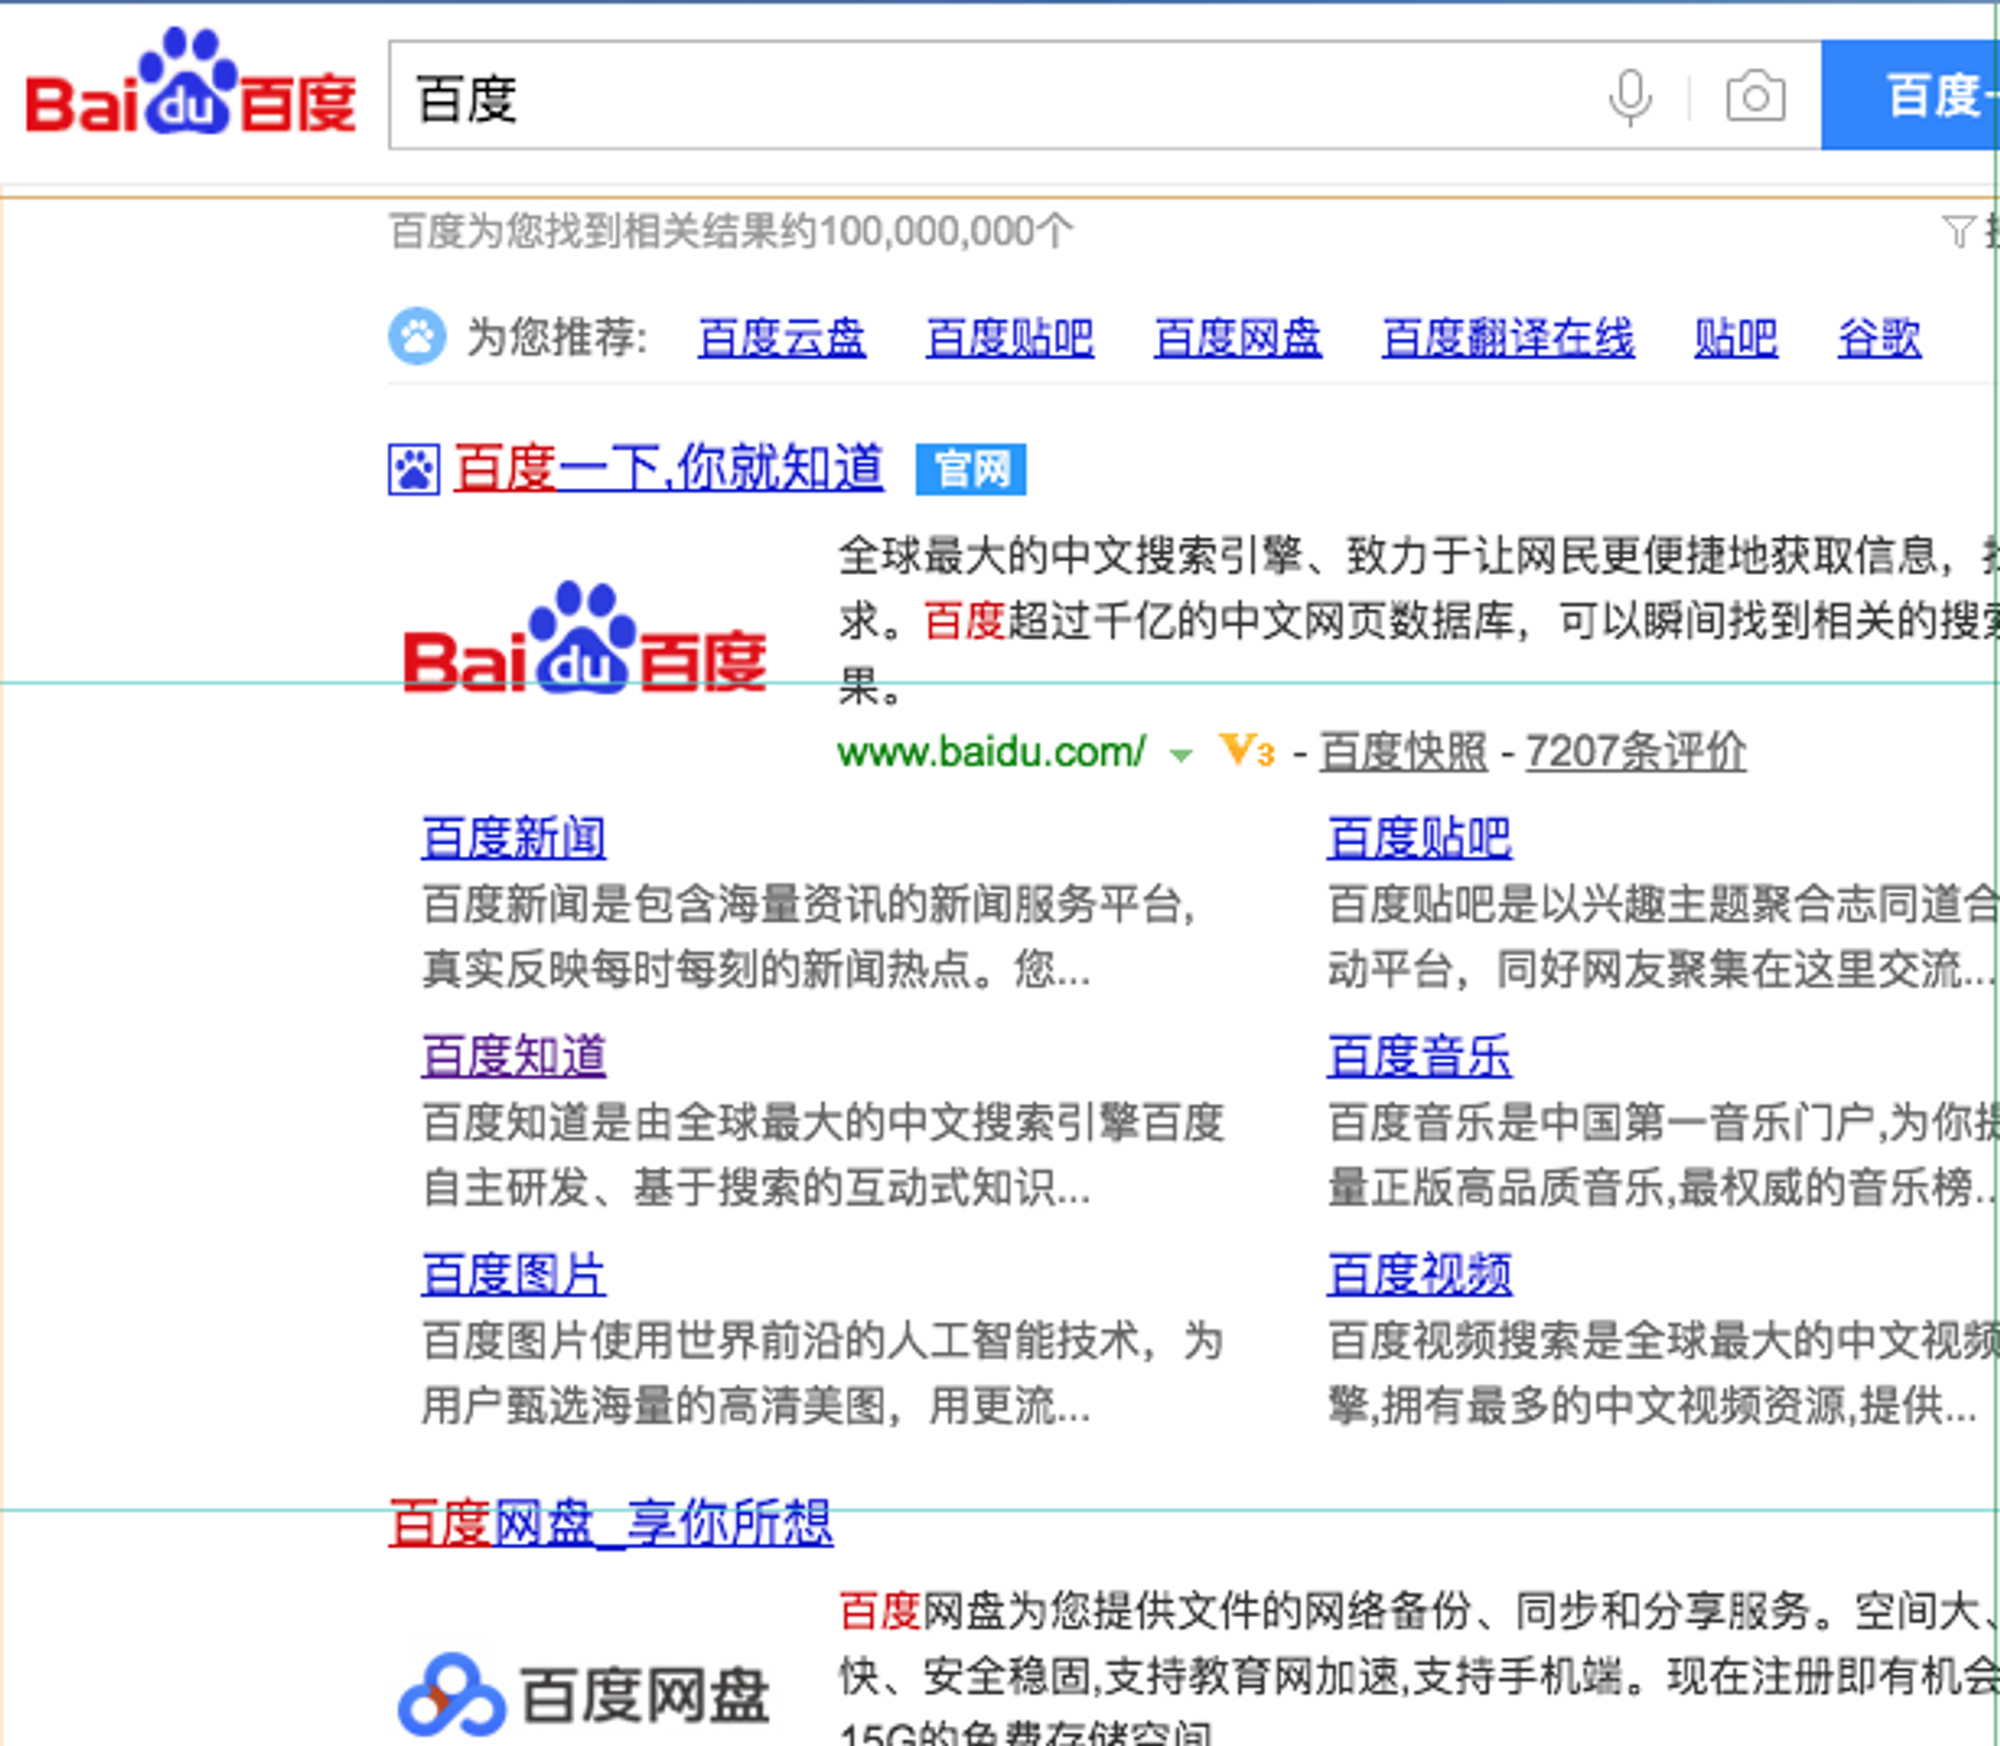 Baidu百度
百度
百度
百度为您找到相关结果约100,000,000个
为您推荐: 百度云盘 百度贴吧 百度网盘 百度翻译在线 贴吧 谷歌
百度一下,你就知道 官网
Baidu百度
全球最大的中文搜索引擎、致力于让网民更便捷地获取信息，
求。百度超过千亿的中文网页数据库，可以瞬间找到相关的搜
果。
www.baidu.com/ V3 - 百度快照 - 7207条评价
百度新闻
百度新闻是包含海量资讯的新闻服务平台,
真实反映每时每刻的新闻热点。您...
百度贴吧
百度贴吧是以兴趣主题聚合志同道合
动平台，同好网友聚集在这里交流...
百度知道
百度知道是由全球最大的中文搜索引擎百度
自主研发、基于搜索的互动式知识...
百度音乐
百度音乐是中国第一音乐门户,为你
量正版高品质音乐,最权威的音乐榜...
百度图片
百度图片使用世界前沿的人工智能技术，为
用户甄选海量的高清美图，用更流...
百度视频
百度视频搜索是全球最大的中文视频
擎,拥有最多的中文视频资源,提供...
百度网盘_享你所想
百度网盘
百度网盘为您提供文件的网络备份、同步和分享服务。空间大、
快、安全稳固,支持教育网加速,支持手机端。现在注册即有机会
15G的免费存储空间